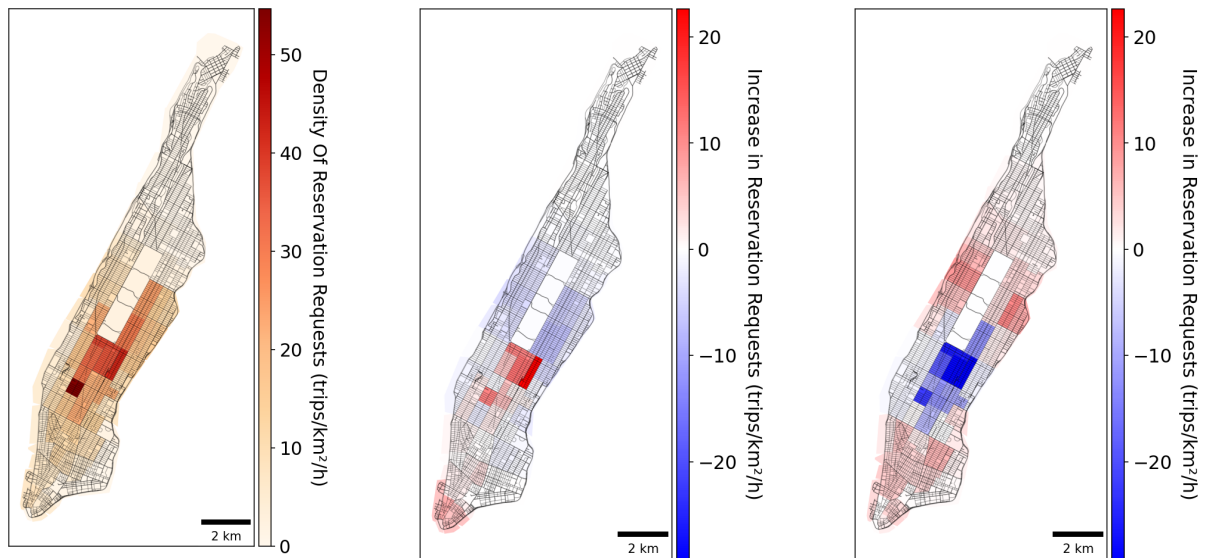 50
40
30
20
10
0
Density Of Reservation Requests (trips/km²/h)
2 km
20
10
0
−10
−20
Increase in Reservation Requests (trips/km²/h)
2 km
20
10
0
−10
−20
Increase in Reservation Requests (trips/km²/h)
2 km